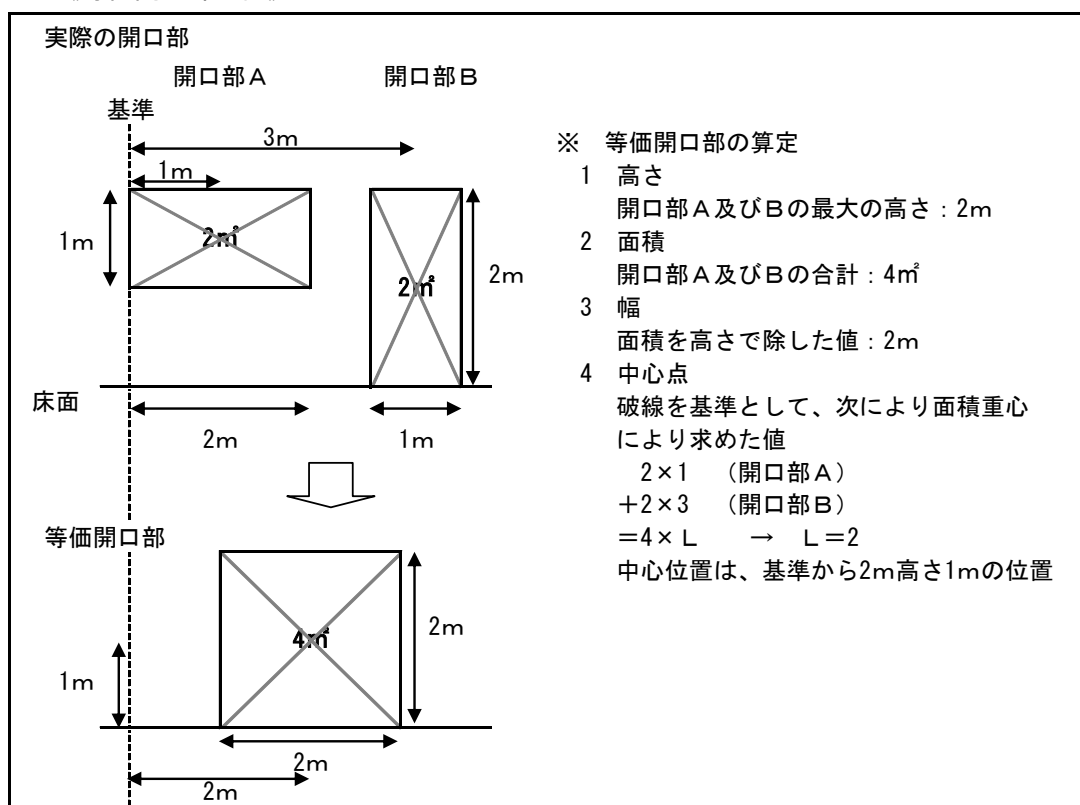 実際の開口部
開口部A 開口部B
基準
3m
1m
1m
2㎡
2㎡
2m
床面
2m 1m
等価開口部
4㎡
2m
1m
2m
2m
※ 等価開口部の算定
1 高さ
開口部A及びBの最大の高さ：2m
2 面積
開口部A及びBの合計：4㎡
3 幅
面積を高さで除した値：2m
4 中心点
破線を基準として、次により面積重心
により求めた値
2×1 （開口部A）
＋2×3 （開口部B）
＝4×L → L＝2
中心位置は、基準から2m高さ1mの位置